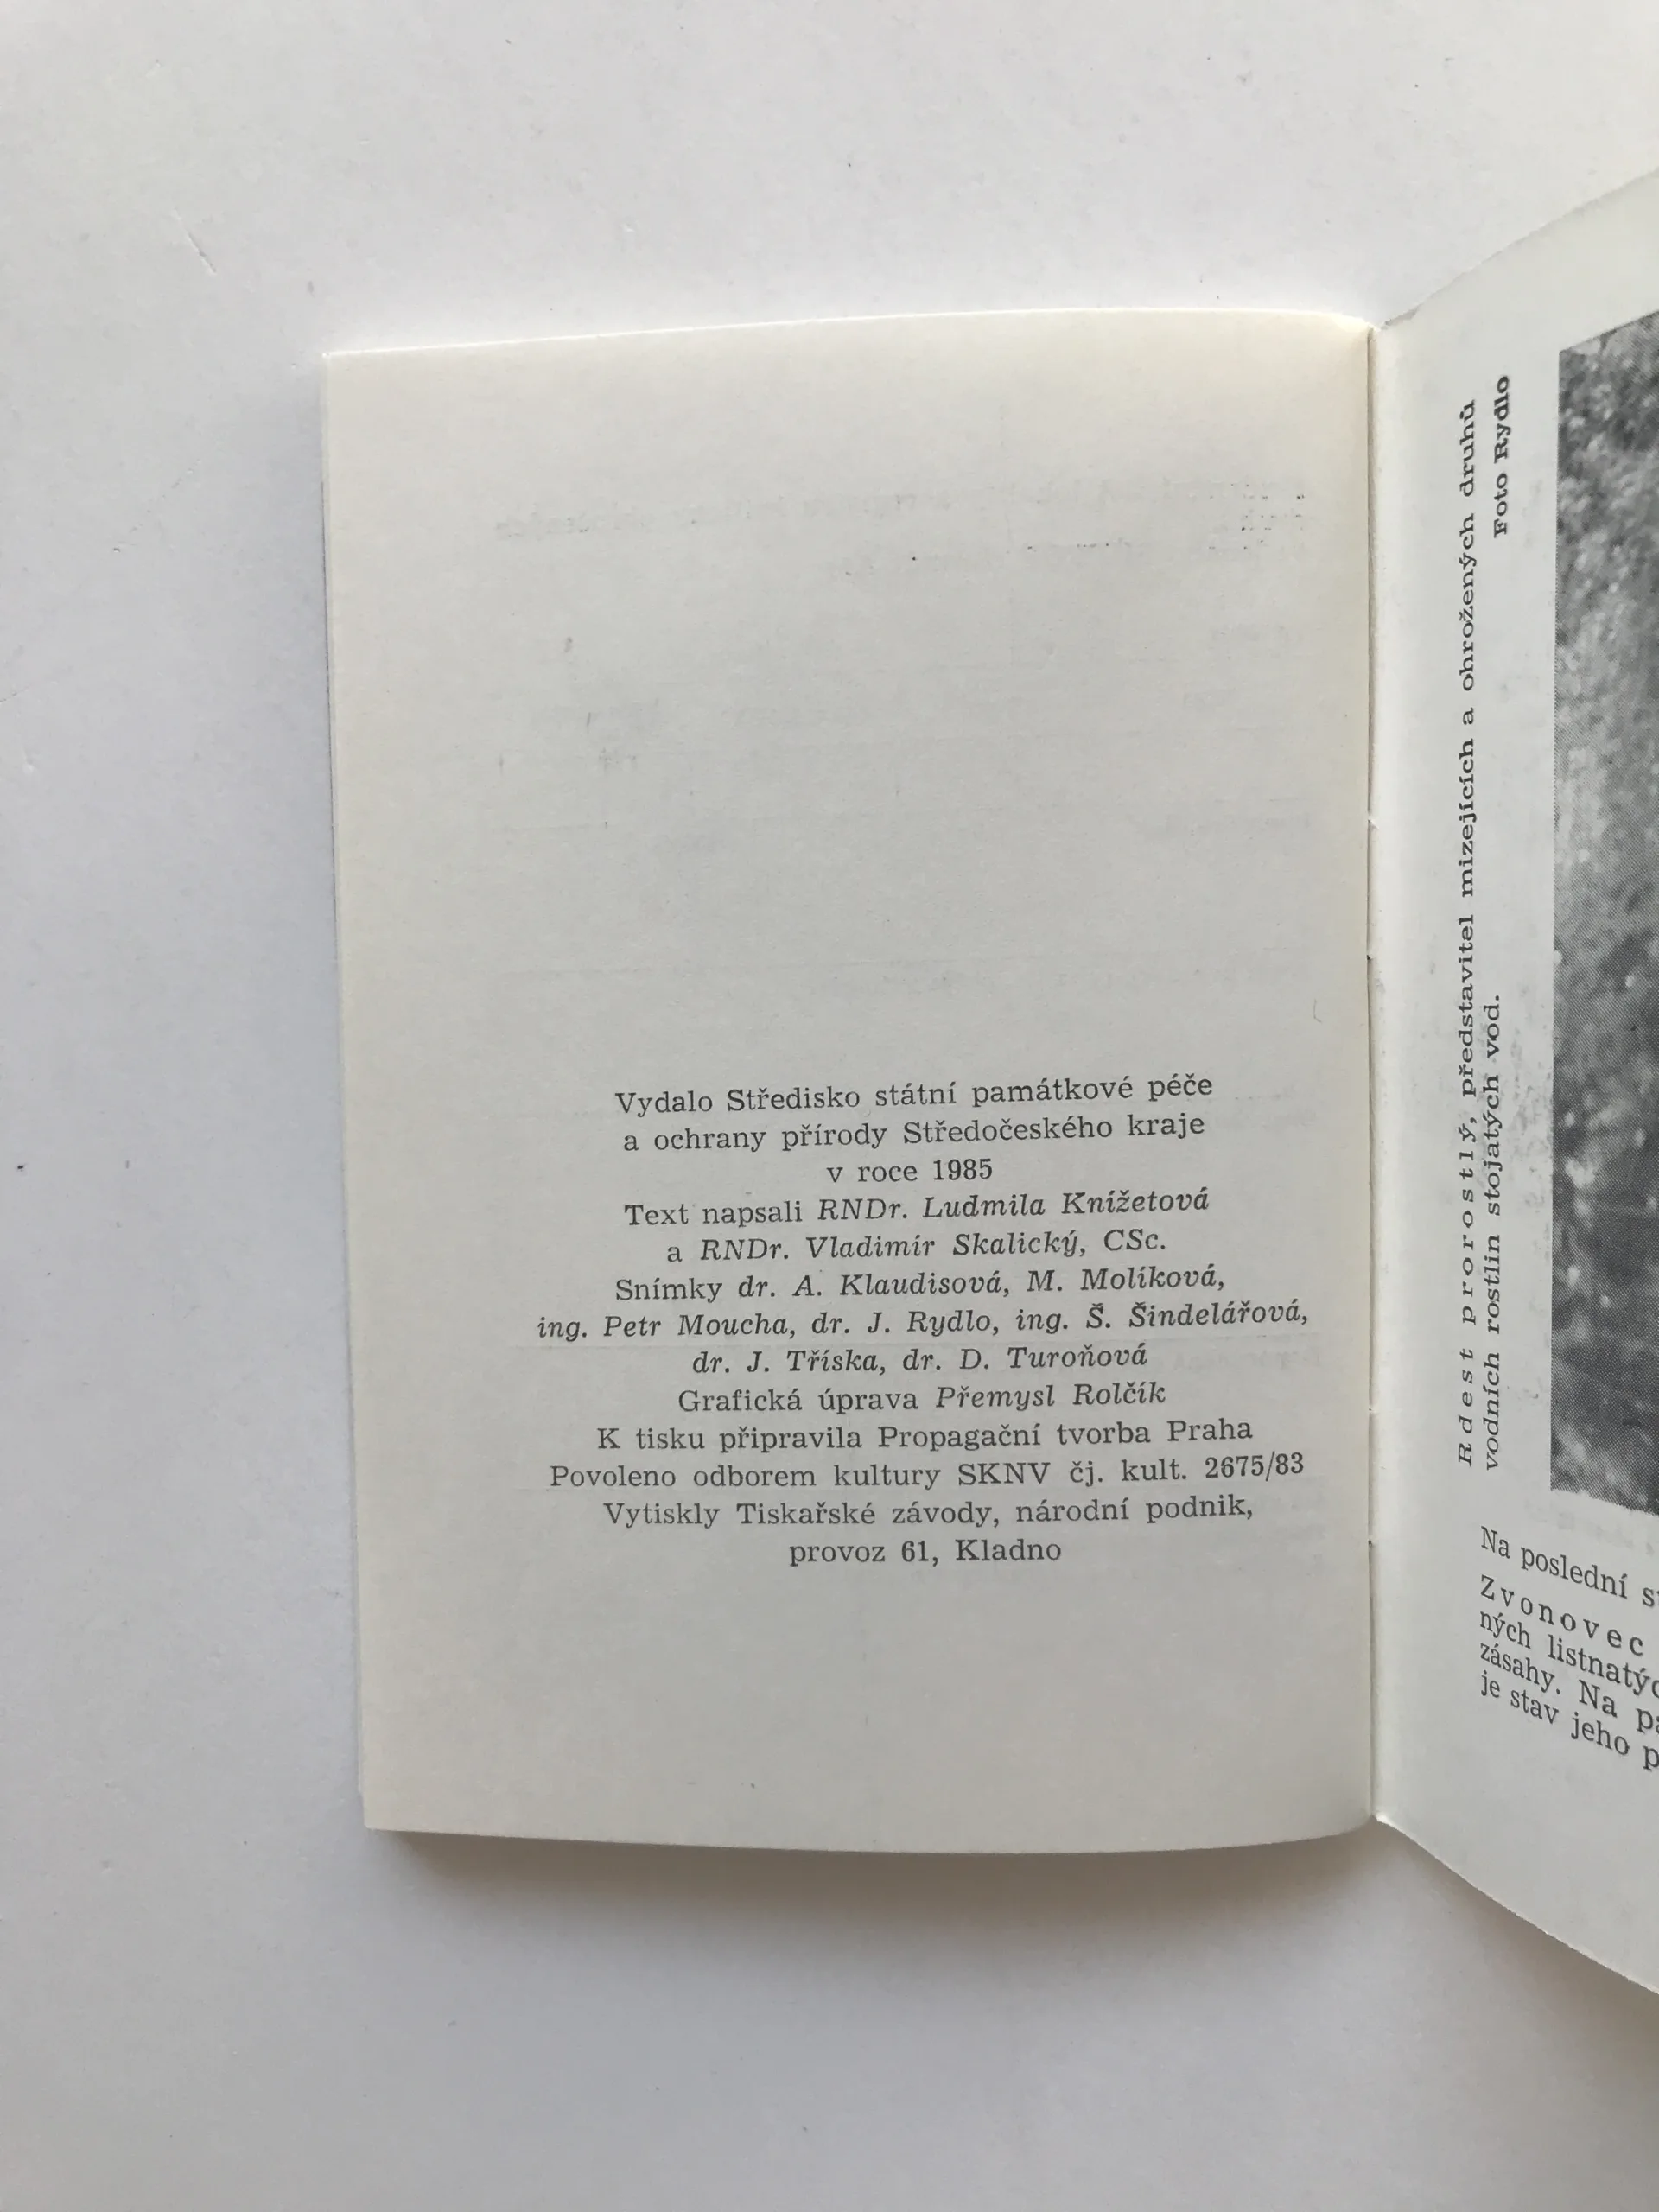 Vydalo Středisko státní památkové péče
a ochrany přírody Středočeského kraje
v roce 1985
Text napsali RNDr. Ludmila Knížetová
a RNDr. Vladimír Skalický, CSc.
Snímky dr. A. Klaudisová, M. Molíková,
ing. Petr Moucha, dr. J. Rydlo, ing. Š. Šindelářová,
dr. J. Tříska, dr. D. Turoňová
Grafická úprava Přemysl Rolčík
K tisku připravila Propagační tvorba Praha
Povoleno odborem kultury SKNV čj. kult. 2675/83
Vytiskly Tiskařské závody, národní podnik,
provoz 61, Kladno
Rdest prorostlý, představitel mizejících a ohrožených druhů
vodních rostlin stojatých vod.
Foto Rydlo
Na poslední
Zvonovec
ných
zásahy. Na
je stav jeho